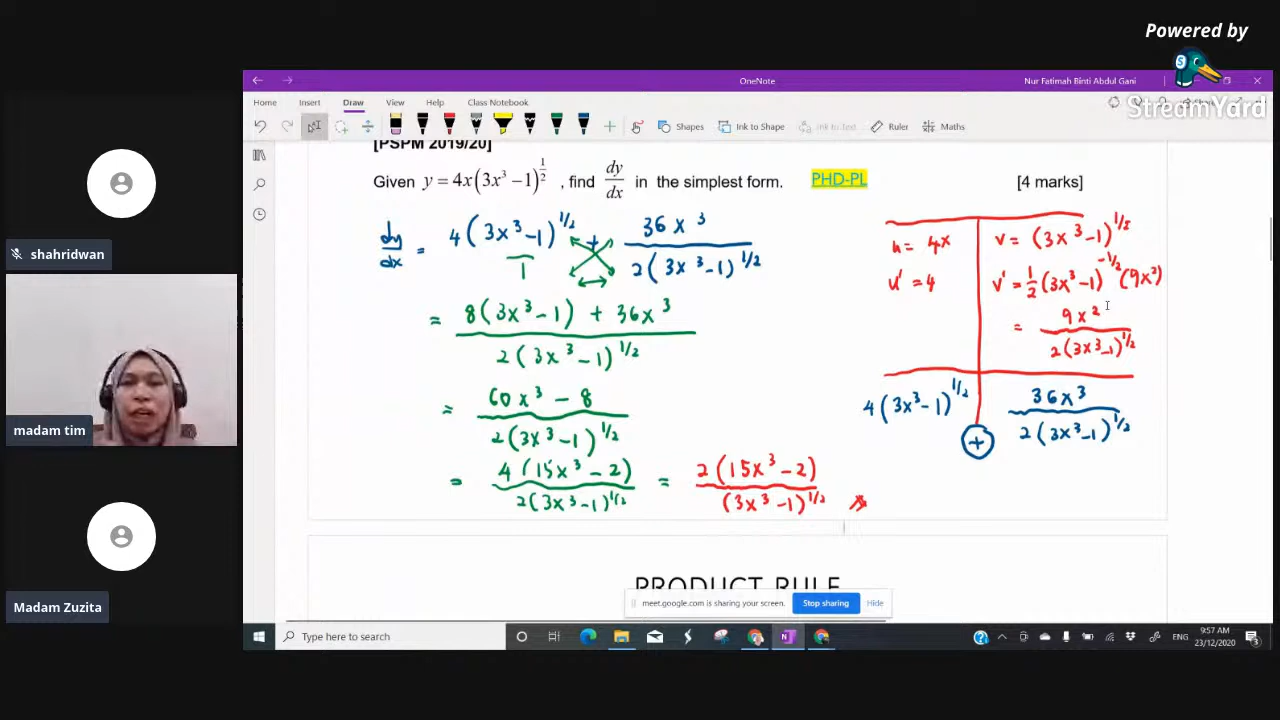 Powered by
StreamYard
OneNote
Nur Fatimah Binti Abdul Gani
Home Insert Draw View Help Class Notebook
Shapes Ink to Shape Ink to Text Ruler Maths
[PSPM 2019/20]
Given y = 4x(3x³ −1)^(1/2) , find dy/dx in the simplest form. PHD-PL [4 marks]
dy/dx = 4(3x³−1)^(1/2) / 1 + 36x³ / 2(3x³−1)^(1/2)
= 8(3x³−1) + 36x³ / 2(3x³−1)^(1/2)
= 60x³ − 8 / 2(3x³−1)^(1/2)
= 4(15x³−2) / 2(3x³−1)^(1/2) = 2(15x³−2) / (3x³−1)^(1/2)
u = 4x v = (3x³−1)^(1/2)
u' = 4 v' = 1/2 (3x³−1)^(−1/2) (9x²)
= 9x² / 2(3x³−1)^(1/2)
4(3x³−1)^(1/2) + 36x³ / 2(3x³−1)^(1/2)
PRODUCT RULE
meet.google.com is sharing your screen. Stop sharing Hide
Type here to search
ENG
9:57 AM
23/12/2020
shahridwan
madam tim
Madam Zuzita